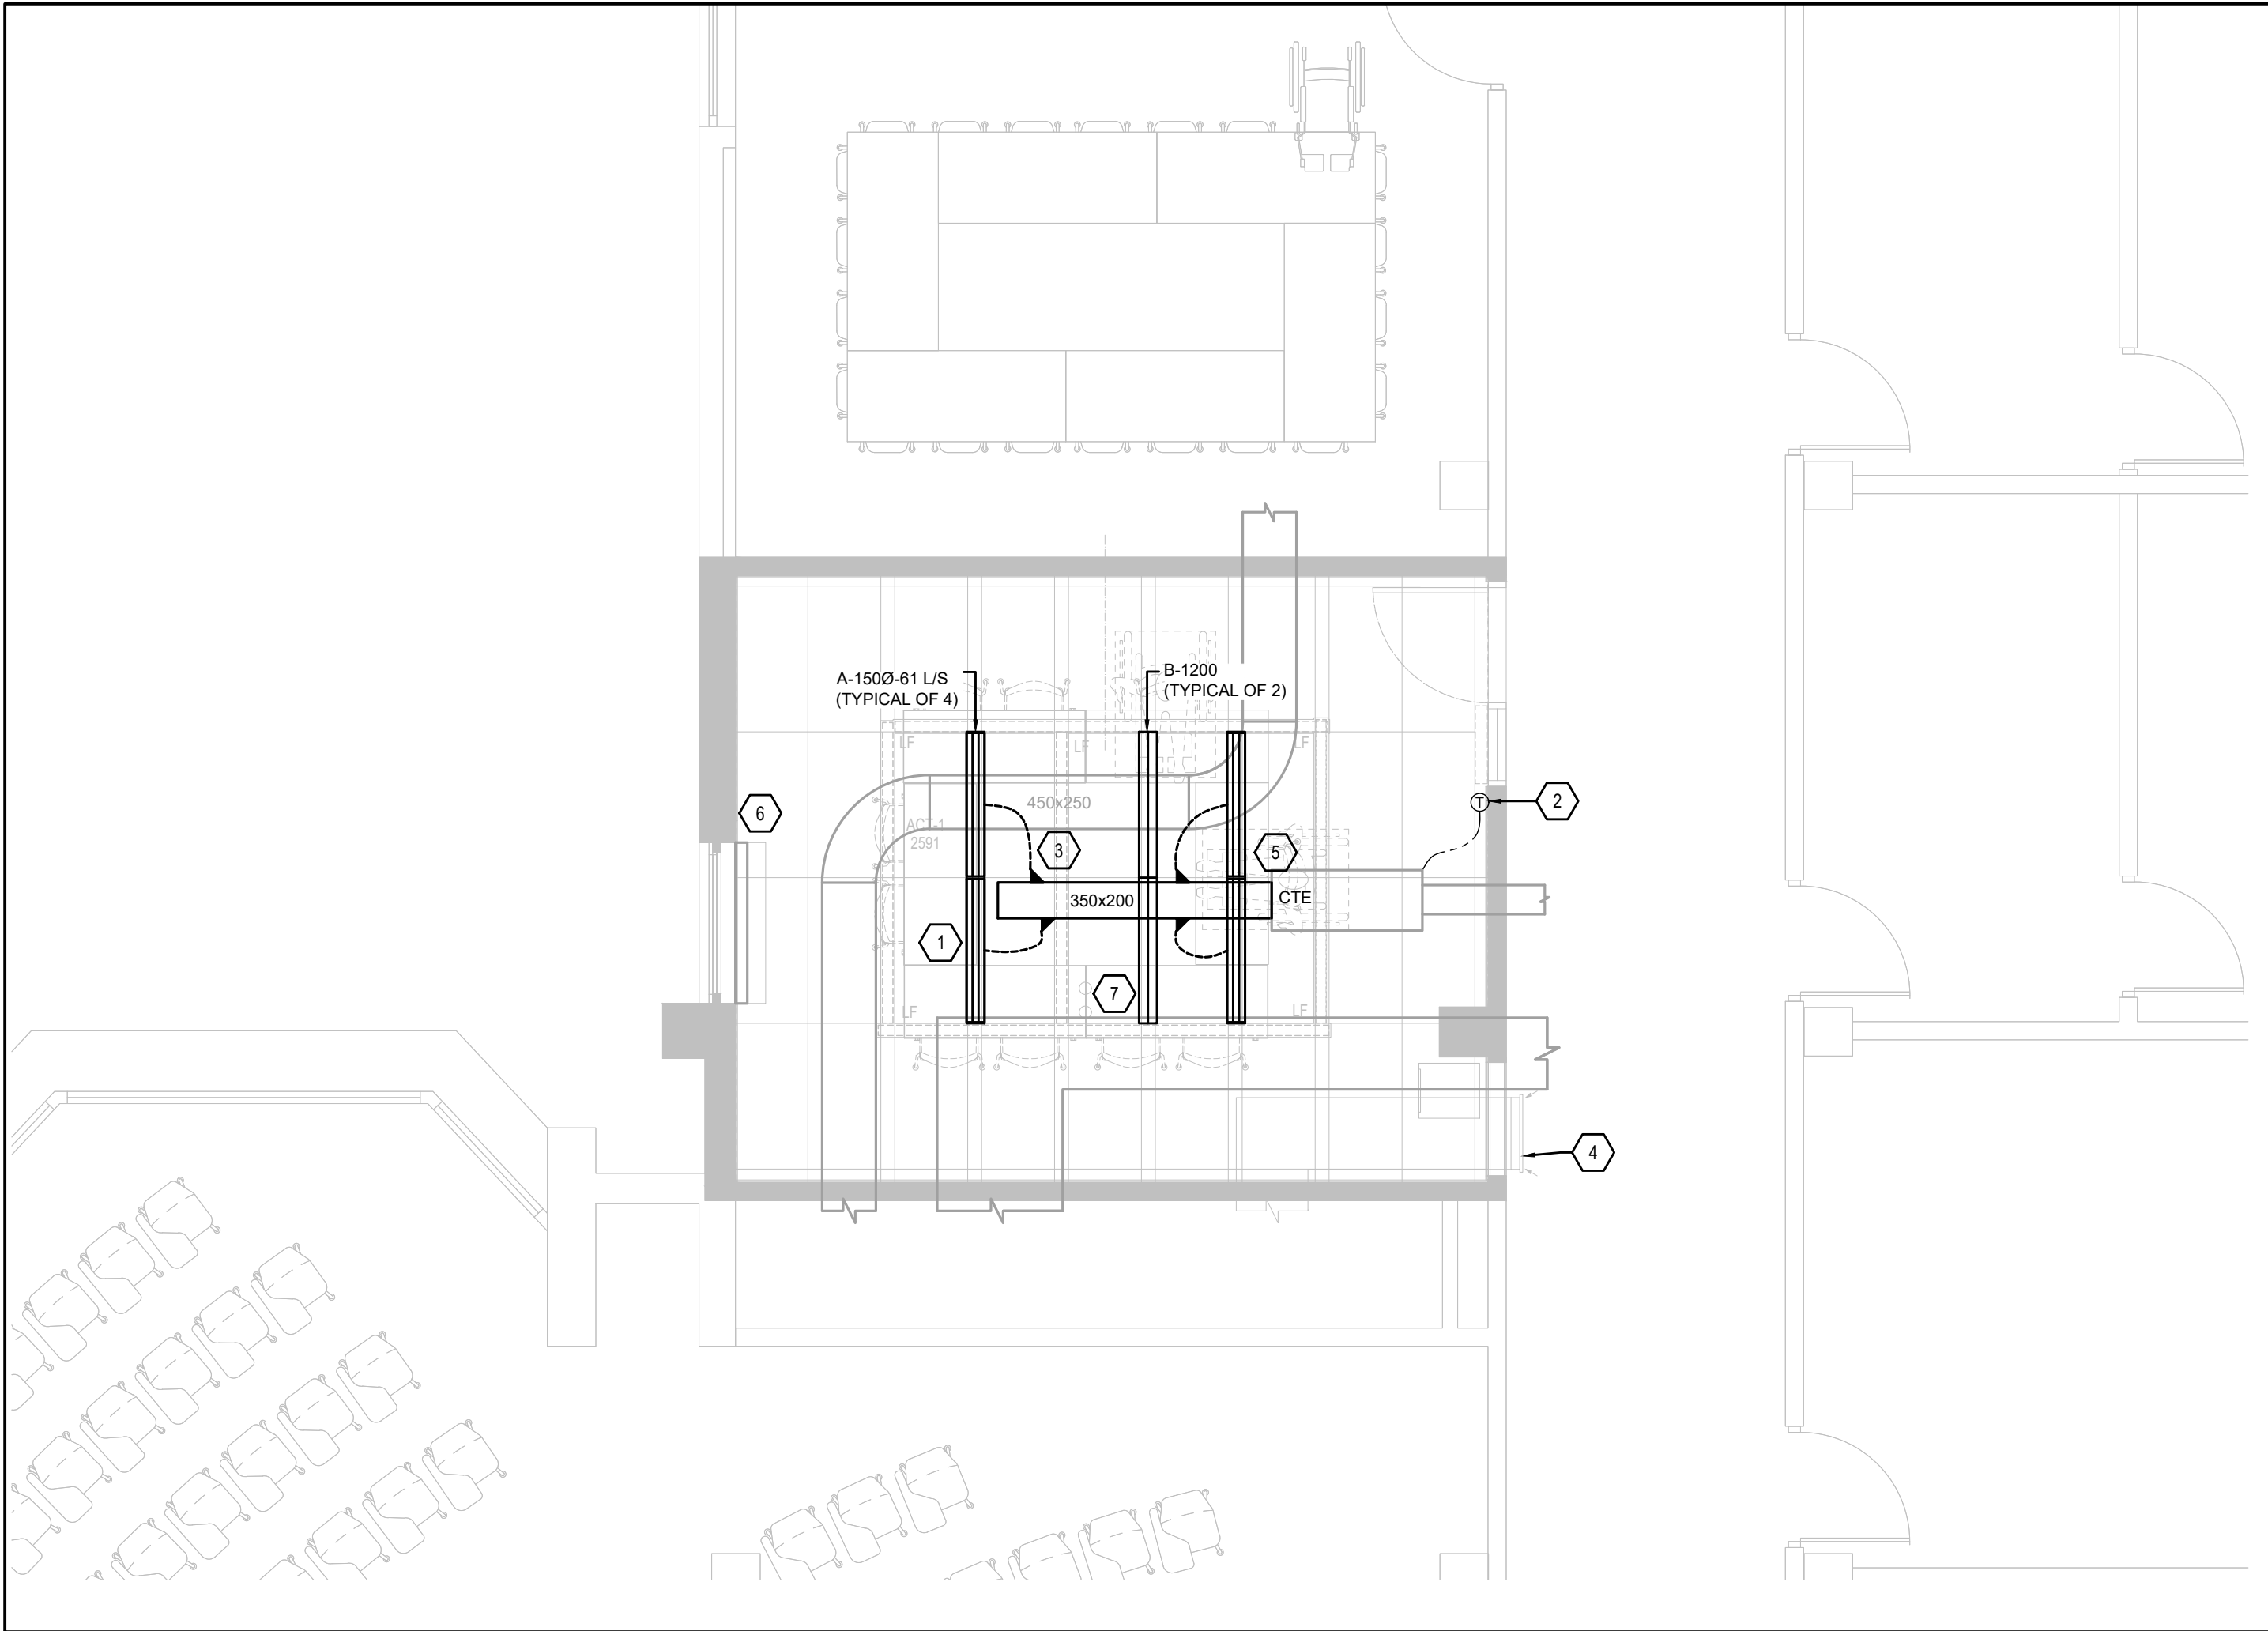 A-150Ø-61 L/S
(TYPICAL OF 4)
B-1200
(TYPICAL OF 2)
LF
LF
LF
450x250
T
2
6
ACT-1
2591
3
5
350x200
CTE
1
7
LF
LF
4